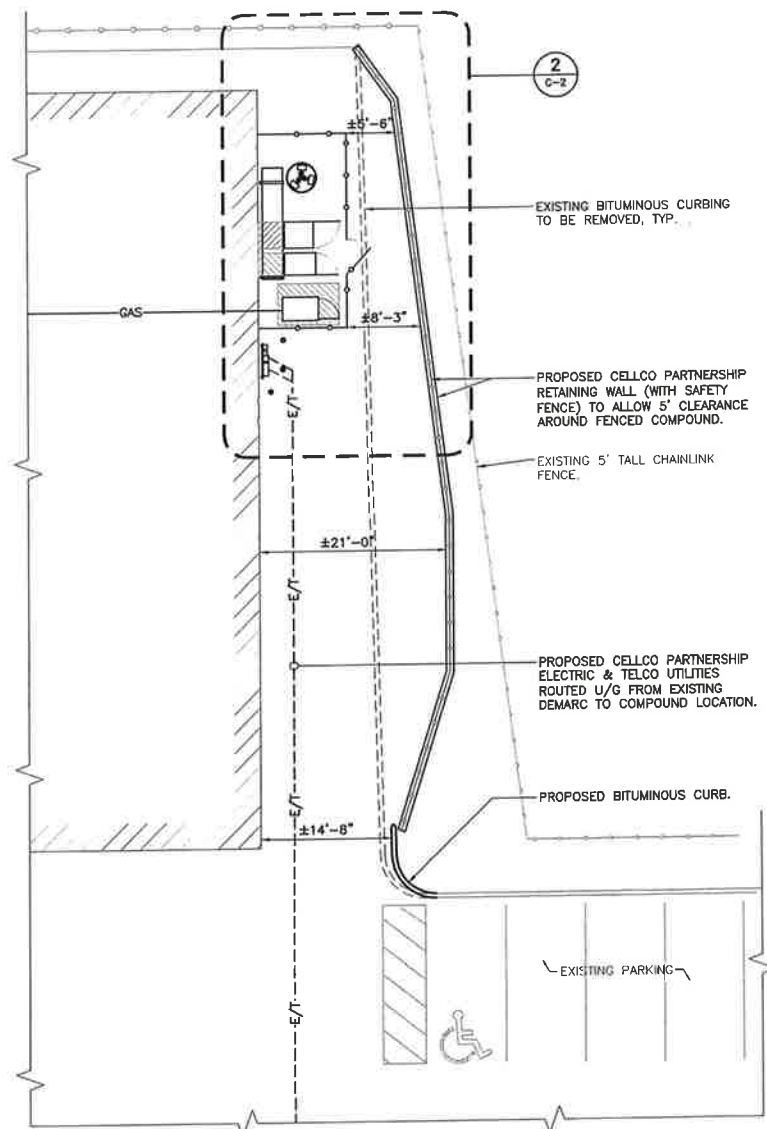 2
C-2
±5'-6"
EXISTING BITUMINOUS CURBING
TO BE REMOVED, TYP.
GAS
±8'-3"
PROPOSED CELLCO PARTNERSHIP
RETAINING WALL (WITH SAFETY
FENCE) TO ALLOW 5' CLEARANCE
AROUND FENCED COMPOUND.
E/T
EXISTING 5' TALL CHAINLINK
FENCE.
±21'-0"
E/T
PROPOSED CELLCO PARTNERSHIP
ELECTRIC & TELCO UTILITIES
ROUTED U/G FROM EXISTING
DEMARC TO COMPOUND LOCATION.
E/T
PROPOSED BITUMINOUS CURB.
±14'-8"
EXISTING PARKING
E/T